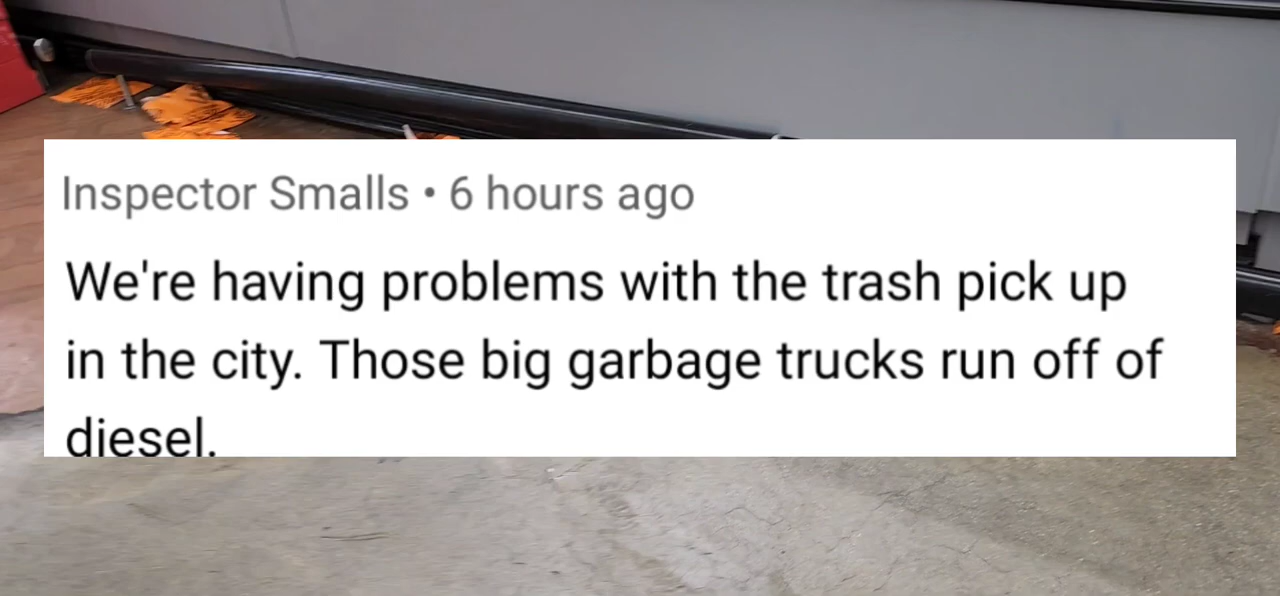 Inspector Smalls • 6 hours ago
We're having problems with the trash pick up
in the city. Those big garbage trucks run off of
diesel.